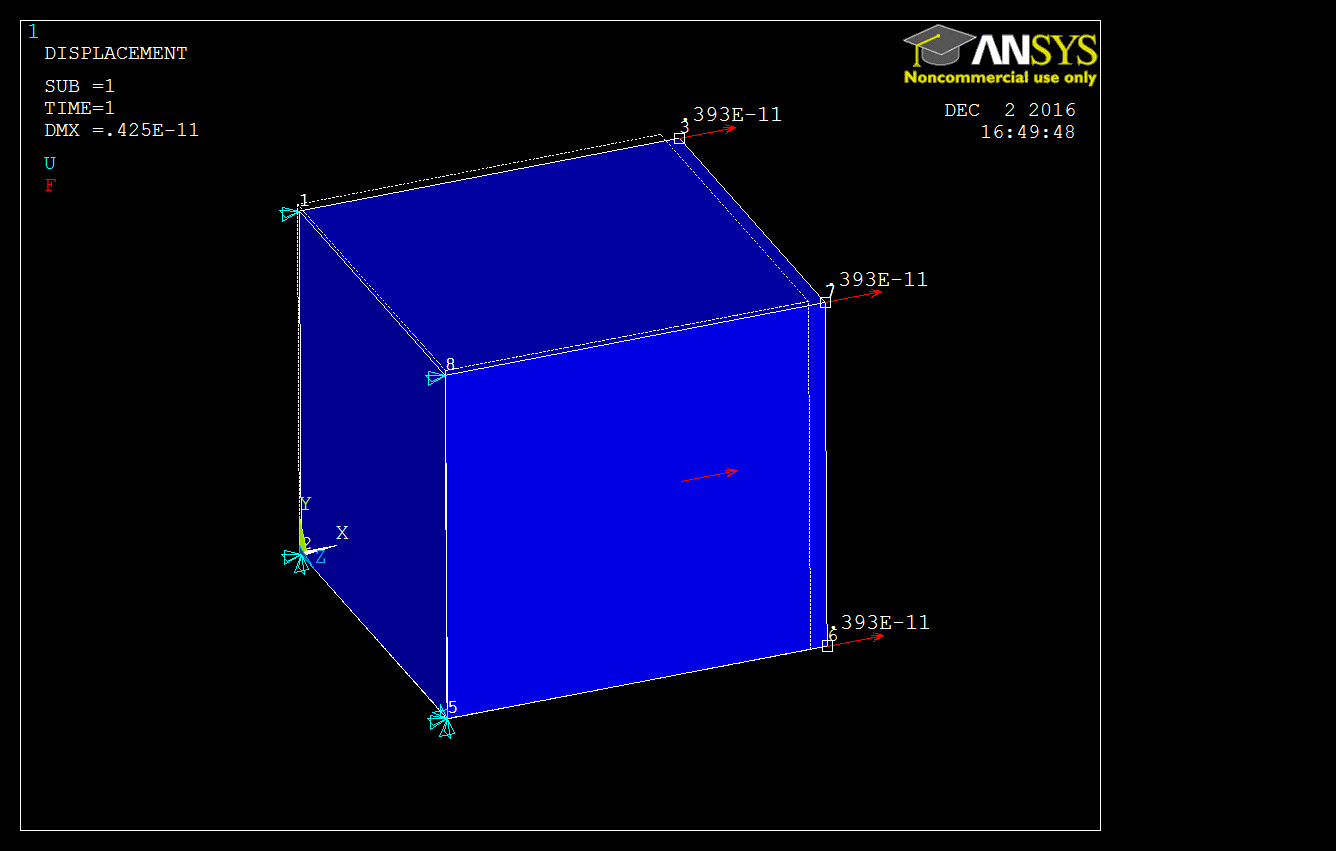 1
DISPLACEMENT
SUB =1
TIME=1
DMX =.425E-11
U
F
ANSYS
Noncommercial use only
DEC  2 2016
16:49:48
.393E-11
3
1
.393E-11
7
8
Y
X
2
Z
.393E-11
6
5